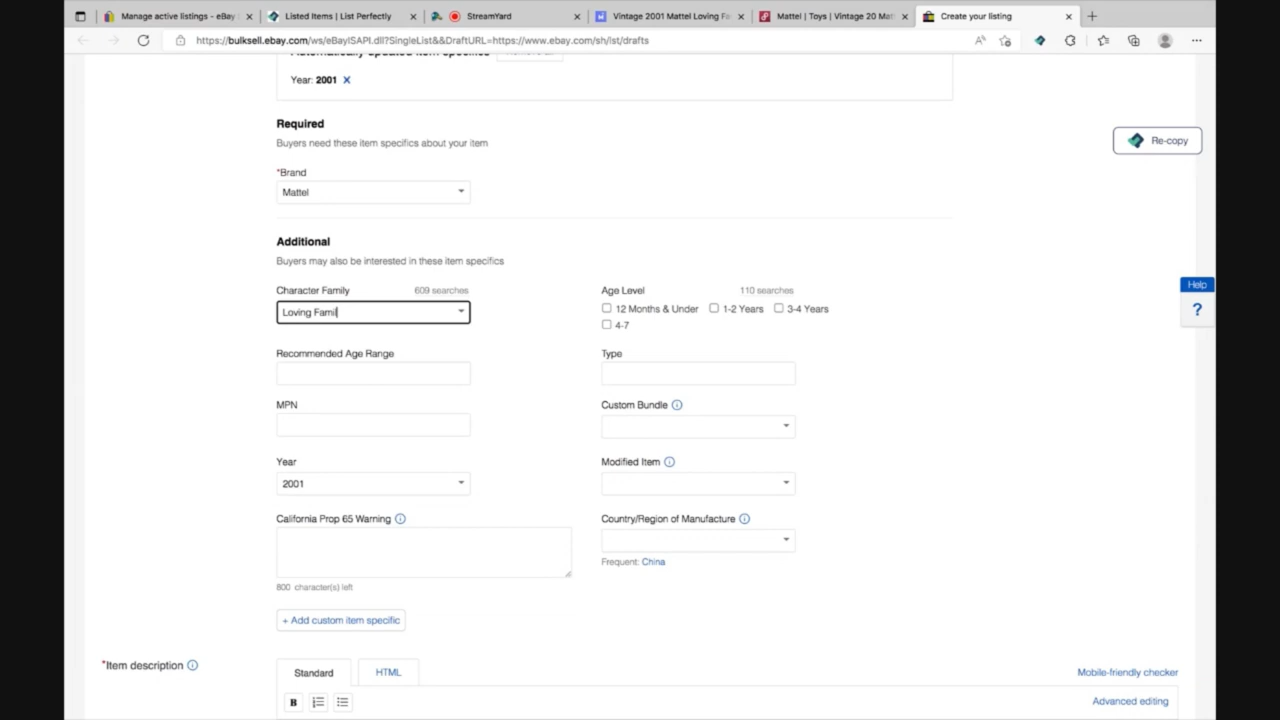 Manage active listings - eBay
Listed Items | List Perfectly
StreamYard
Vintage 2001 Mattel Loving Fa
Mattel | Toys | Vintage 20 Mat
Create your listing
https://bulksell.ebay.com/ws/eBayISAPI.dll?SingleList&&DraftURL=https://www.ebay.com/sh/lst/drafts
Automatically updated item specifics
Year: 2001
Required
Buyers need these item specifics about your item
Re-copy
*Brand
Mattel
Additional
Buyers may also be interested in these item specifics
Character Family 609 searches
Age Level 110 searches
Help
?
Loving Famil
12 Months & Under 1-2 Years 3-4 Years
4-7
Recommended Age Range
Type
MPN
Custom Bundle
Year
Modified Item
2001
California Prop 65 Warning
Country/Region of Manufacture
Frequent: China
800 character(s) left
+ Add custom item specific
*Item description
Standard
HTML
Mobile-friendly checker
B
Advanced editing